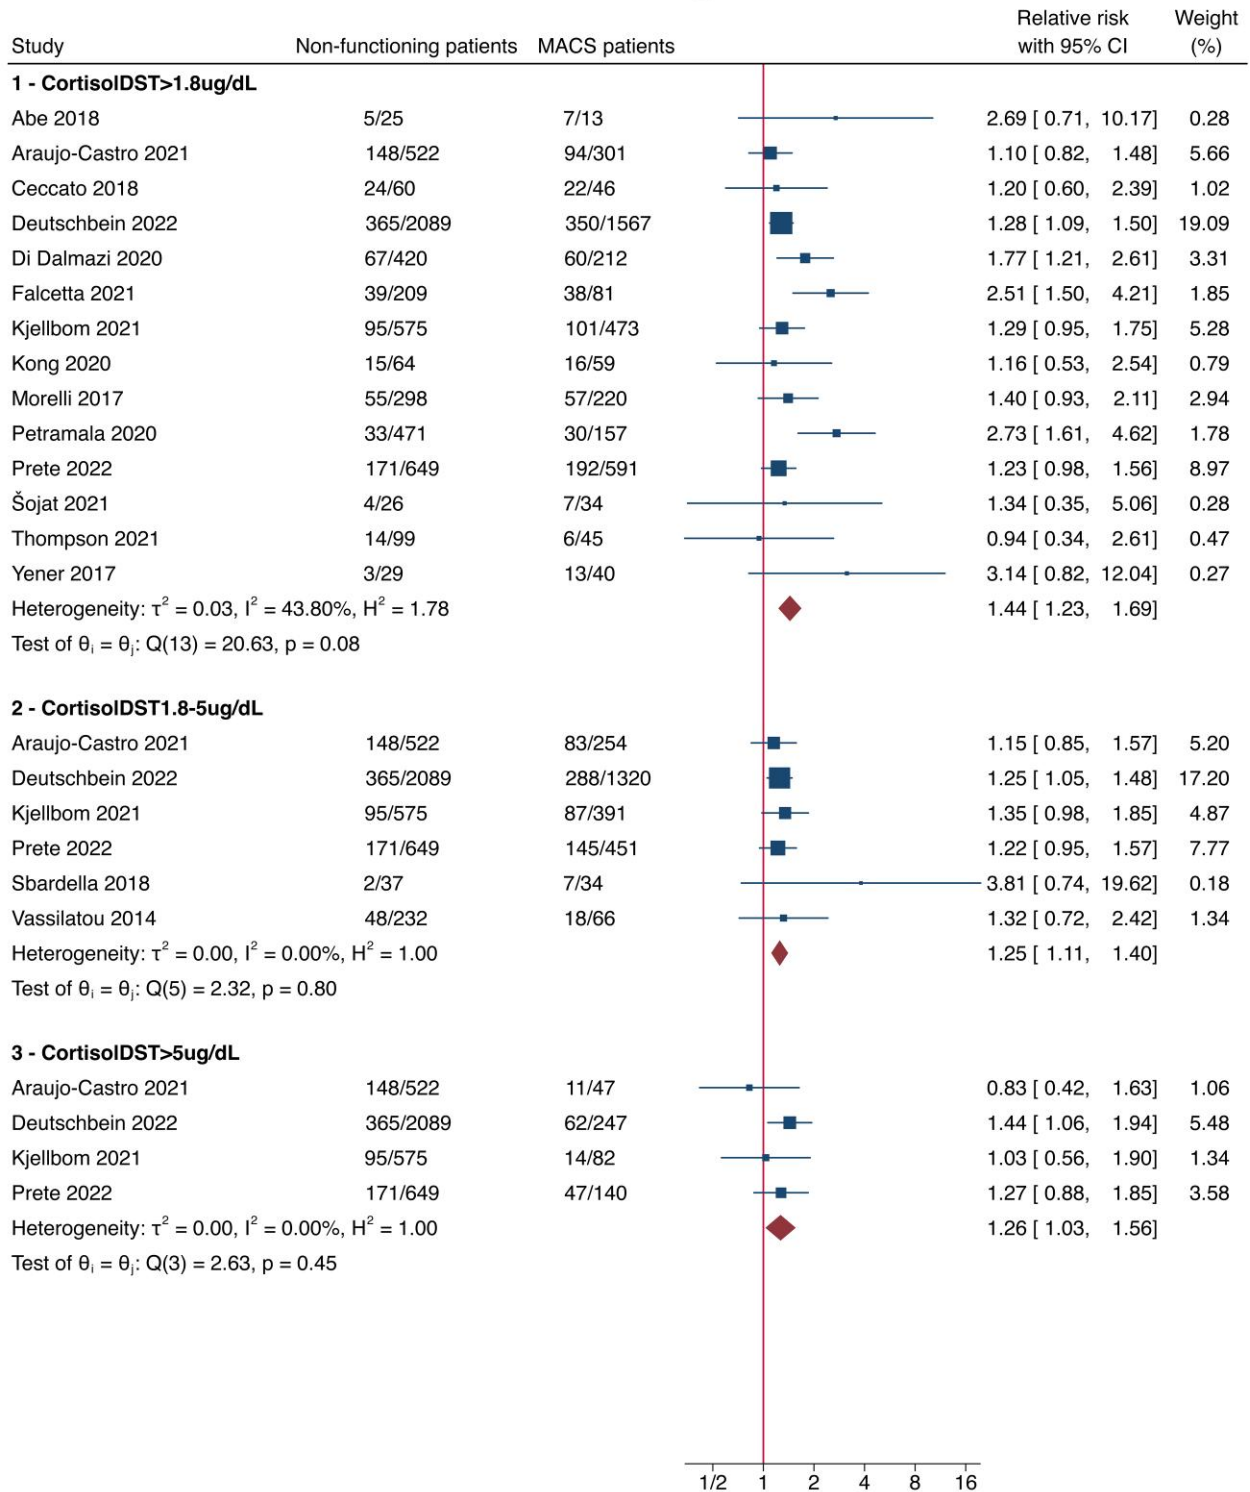 Relative risk Weight
Study Non-functioning patients MACS patients with 95% CI (%)
1 - CortisolDST>1.8ug/dL
Abe 2018 5/25 7/13 2.69 [ 0.71, 10.17] 0.28
Araujo-Castro 2021 148/522 94/301 1.10 [ 0.82, 1.48] 5.66
Ceccato 2018 24/60 22/46 1.20 [ 0.60, 2.39] 1.02
Deutschbein 2022 365/2089 350/1567 1.28 [ 1.09, 1.50] 19.09
Di Dalmazi 2020 67/420 60/212 1.77 [ 1.21, 2.61] 3.31
Falcetta 2021 39/209 38/81 2.51 [ 1.50, 4.21] 1.85
Kjellbom 2021 95/575 101/473 1.29 [ 0.95, 1.75] 5.28
Kong 2020 15/64 16/59 1.16 [ 0.53, 2.54] 0.79
Morelli 2017 55/298 57/220 1.40 [ 0.93, 2.11] 2.94
Petramala 2020 33/471 30/157 2.73 [ 1.61, 4.62] 1.78
Prete 2022 171/649 192/591 1.23 [ 0.98, 1.56] 8.97
Šojat 2021 4/26 7/34 1.34 [ 0.35, 5.06] 0.28
Thompson 2021 14/99 6/45 0.94 [ 0.34, 2.61] 0.47
Yener 2017 3/29 13/40 3.14 [ 0.82, 12.04] 0.27
Heterogeneity: τ² = 0.03, I² = 43.80%, H² = 1.78 1.44 [ 1.23, 1.69]
Test of θᵢ = θⱼ: Q(13) = 20.63, p = 0.08
2 - CortisolDST1.8-5ug/dL
Araujo-Castro 2021 148/522 83/254 1.15 [ 0.85, 1.57] 5.20
Deutschbein 2022 365/2089 288/1320 1.25 [ 1.05, 1.48] 17.20
Kjellbom 2021 95/575 87/391 1.35 [ 0.98, 1.85] 4.87
Prete 2022 171/649 145/451 1.22 [ 0.95, 1.57] 7.77
Sbardella 2018 2/37 7/34 3.81 [ 0.74, 19.62] 0.18
Vassilatou 2014 48/232 18/66 1.32 [ 0.72, 2.42] 1.34
Heterogeneity: τ² = 0.00, I² = 0.00%, H² = 1.00 1.25 [ 1.11, 1.40]
Test of θᵢ = θⱼ: Q(5) = 2.32, p = 0.80
3 - CortisolDST>5ug/dL
Araujo-Castro 2021 148/522 11/47 0.83 [ 0.42, 1.63] 1.06
Deutschbein 2022 365/2089 62/247 1.44 [ 1.06, 1.94] 5.48
Kjellbom 2021 95/575 14/82 1.03 [ 0.56, 1.90] 1.34
Prete 2022 171/649 47/140 1.27 [ 0.88, 1.85] 3.58
Heterogeneity: τ² = 0.00, I² = 0.00%, H² = 1.00 1.26 [ 1.03, 1.56]
Test of θᵢ = θⱼ: Q(3) = 2.63, p = 0.45
1/2 1 2 4 8 16